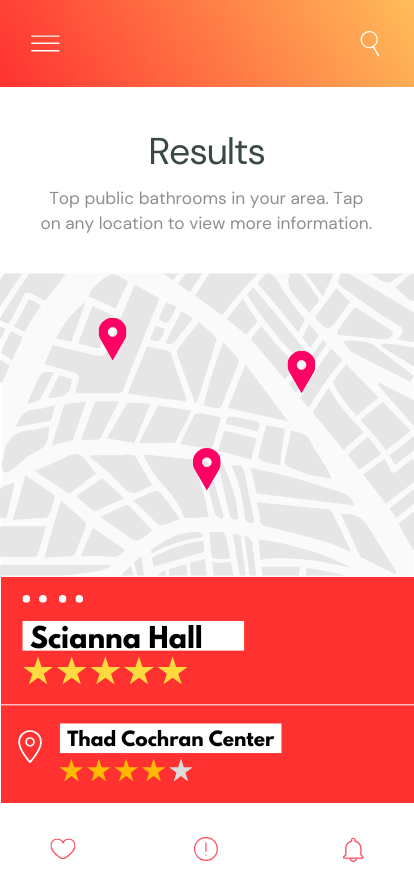 Results
Top public bathrooms in your area. Tap
on any location to view more information.
Scianna Hall
Thad Cochran Center